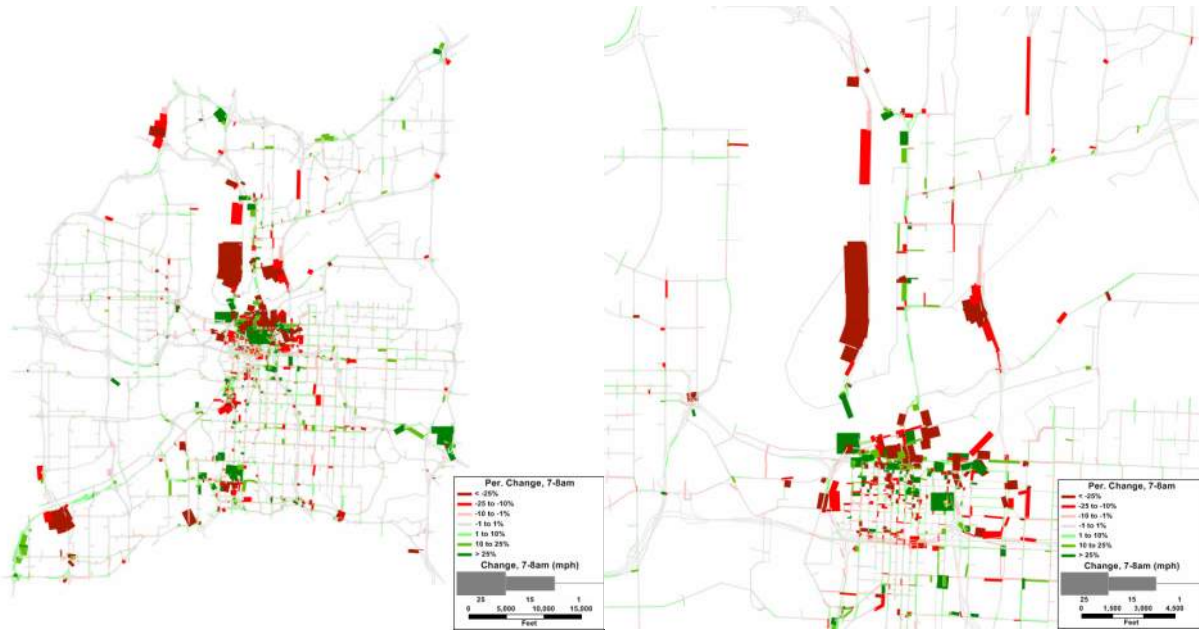 Per. Change, 7-8am
< -25%
-25 to -10%
-10 to -1%
-1 to 1%
1 to 10%
10 to 25%
> 25%
Change, 7-8am (mph)
25 15 1
0 5,000 10,000 15,000
Feet
Per. Change, 7-8am
< -25%
-25 to -10%
-10 to -1%
-1 to 1%
1 to 10%
10 to 25%
> 25%
Change, 7-8am (mph)
25 15 1
0 1,500 3,000 4,500
Feet